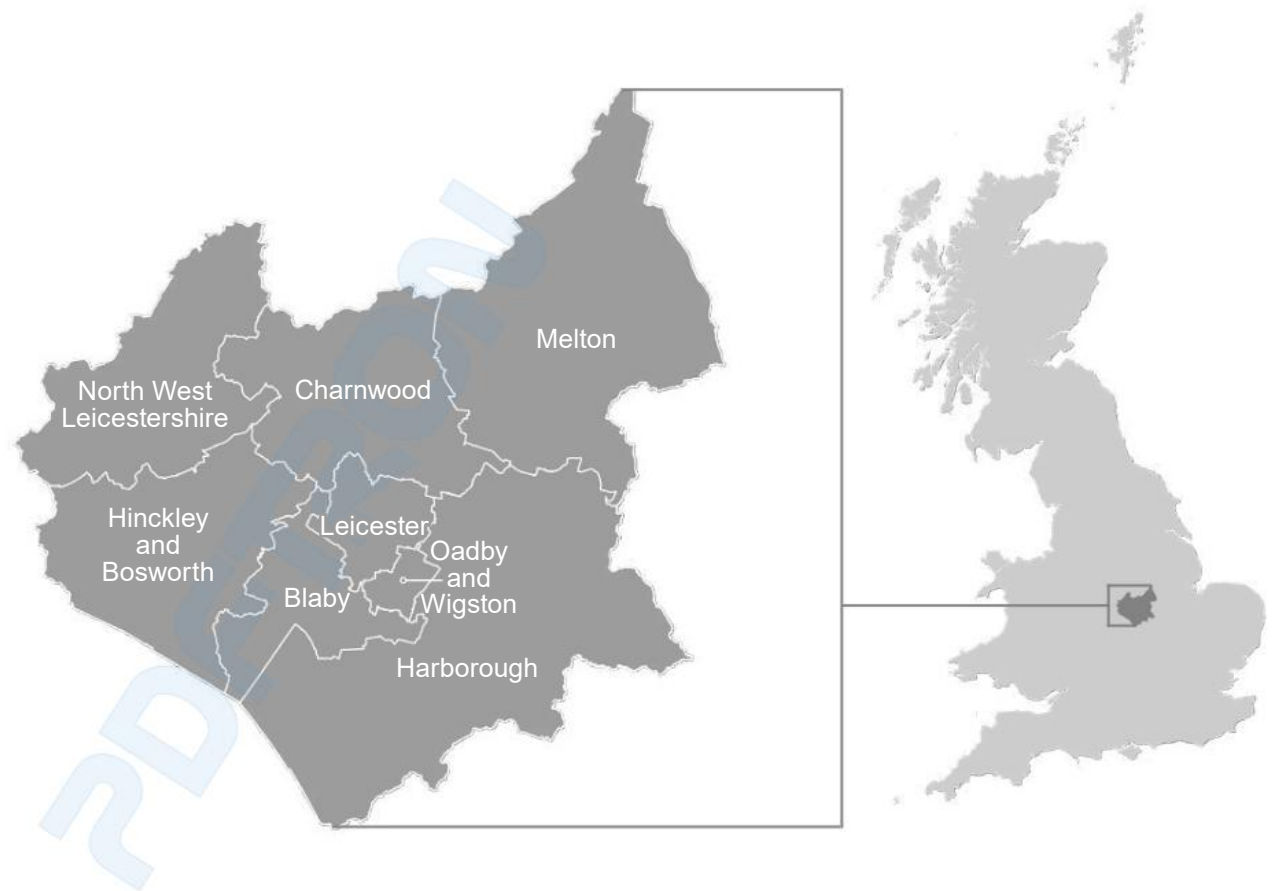 Melton
North West
Leicestershire
Charnwood
Hinckley
and
Bosworth
Leicester
Oadby
and
Wigston
Blaby
Harborough